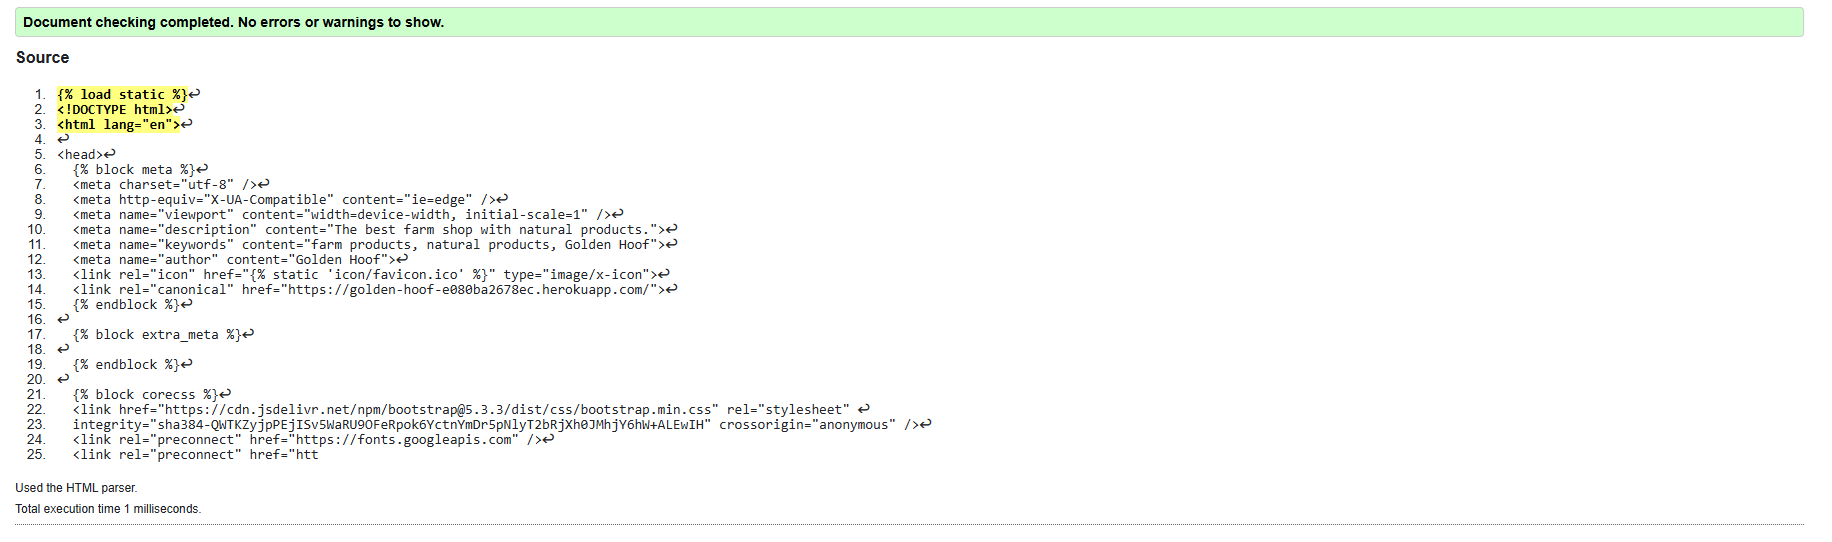 Document checking completed. No errors or warnings to show.
Source
1. {% load static %}↩
2. <!DOCTYPE html>↩
3. <html lang="en">↩
4. ↩
5. <head>↩
6.   {% block meta %}↩
7.   <meta charset="utf-8" />↩
8.   <meta http-equiv="X-UA-Compatible" content="ie=edge" />↩
9.   <meta name="viewport" content="width=device-width, initial-scale=1" />↩
10.   <meta name="description" content="The best farm shop with natural products.">↩
11.   <meta name="keywords" content="farm products, natural products, Golden Hoof">↩
12.   <meta name="author" content="Golden Hoof">↩
13.   <link rel="icon" href="{% static 'icon/favicon.ico' %}" type="image/x-icon">↩
14.   <link rel="canonical" href="https://golden-hoof-e080ba2678ec.herokuapp.com/">↩
15.   {% endblock %}↩
16. ↩
17.   {% block extra_meta %}↩
18. ↩
19.   {% endblock %}↩
20. ↩
21.   {% block corecss %}↩
22.   <link href="https://cdn.jsdelivr.net/npm/bootstrap@5.3.3/dist/css/bootstrap.min.css" rel="stylesheet" ↩
23.   integrity="sha384-QWTKZyjpPEjISv5WaRU9OFeRpok6YctnYmDr5pNlyT2bRjXh0JMhjY6hW+ALEwIH" crossorigin="anonymous" />↩
24.   <link rel="preconnect" href="https://fonts.googleapis.com" />↩
25.   <link rel="preconnect" href="htt
Used the HTML parser.
Total execution time 1 milliseconds.